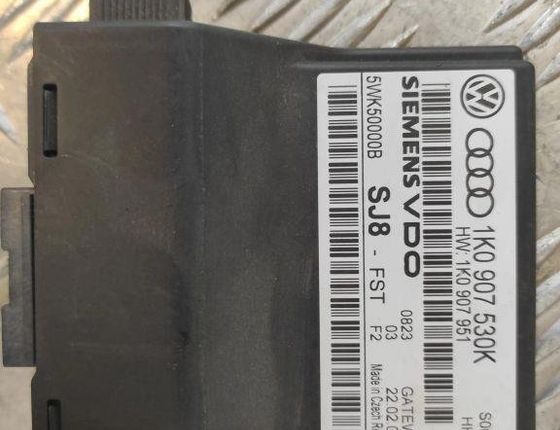 1K0 907 530K
HW: 1K0 907 951
SIEMENS VDO
0823
03
F2
5WK50000B
SJ8 - FST
Made in Czech
22.02